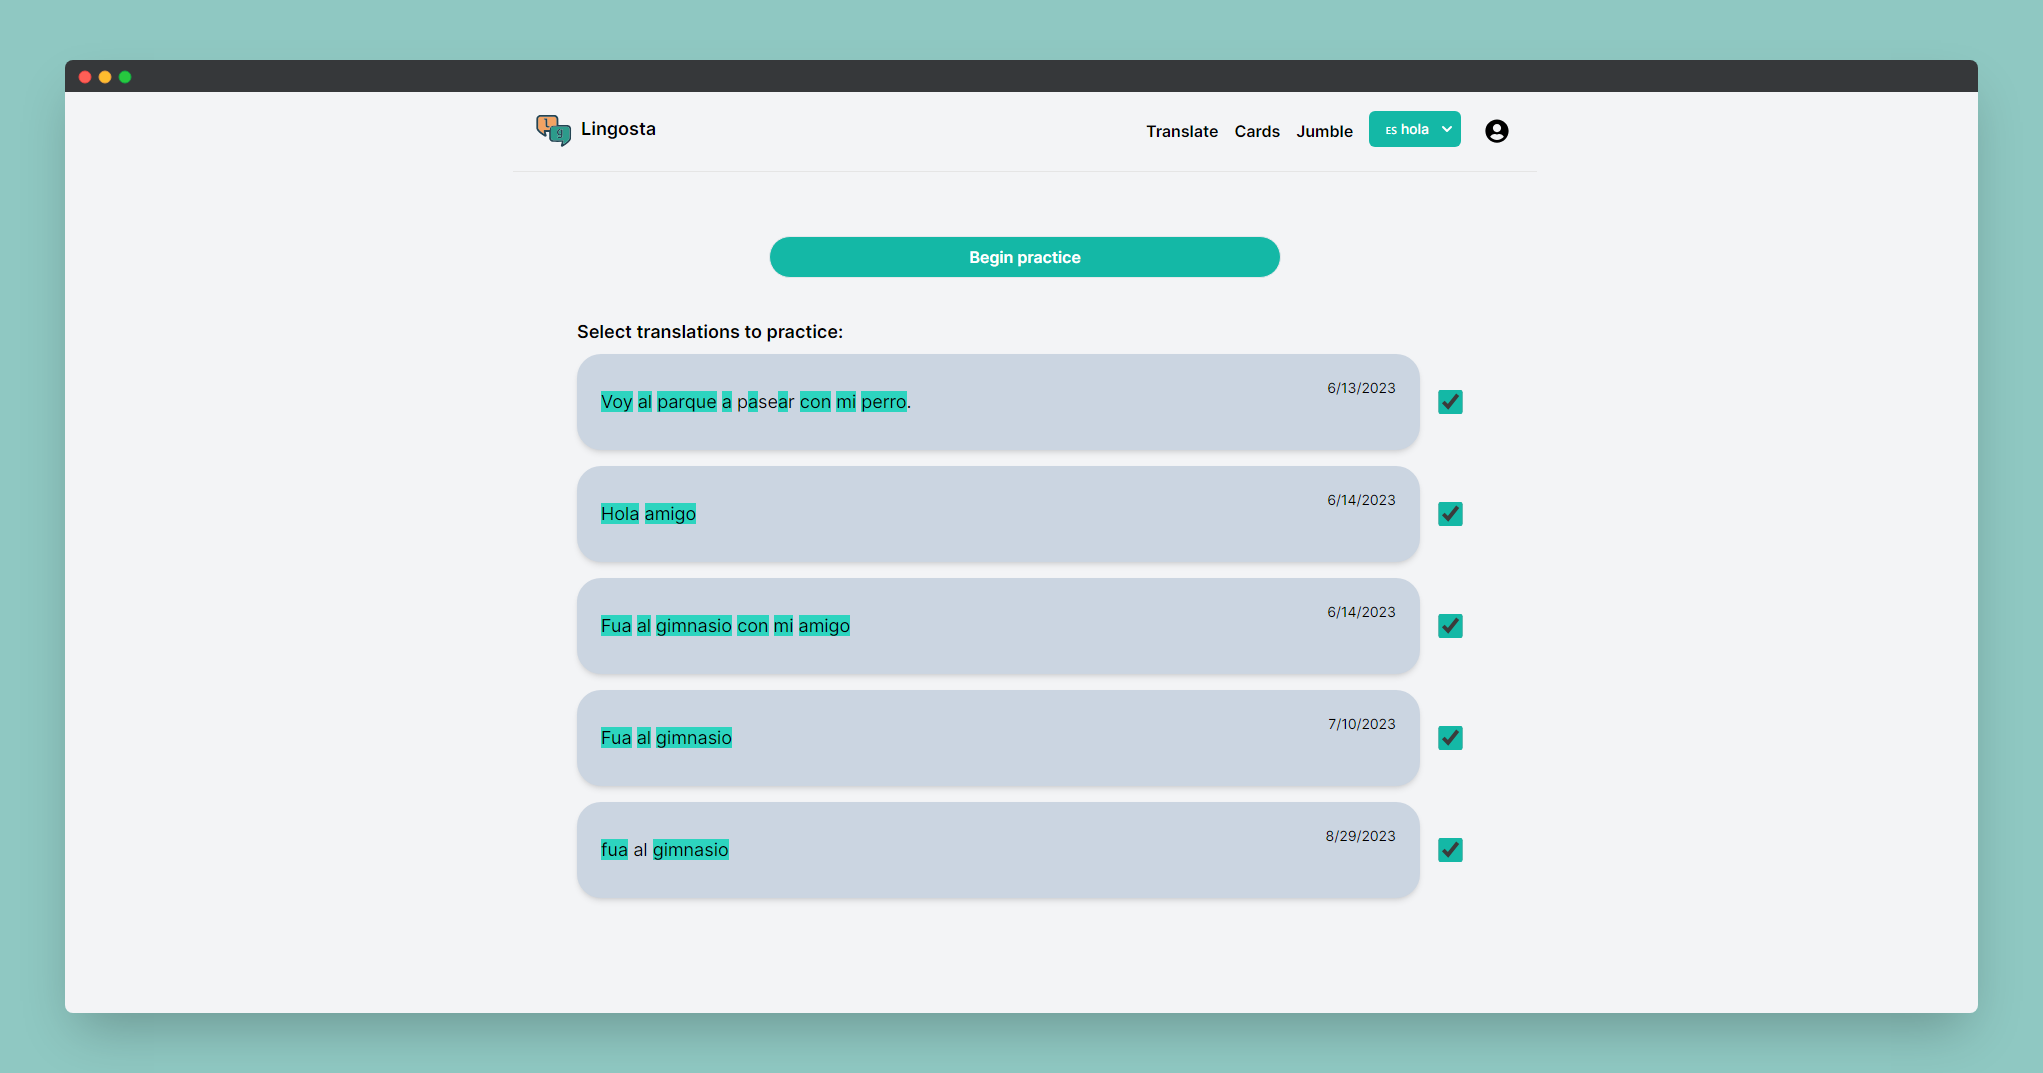 Lingosta
Translate Cards Jumble ES hola
Begin practice
Select translations to practice:
Voy al parque a pasear con mi perro.
6/13/2023
Hola amigo
6/14/2023
Fua al gimnasio con mi amigo
6/14/2023
Fua al gimnasio
7/10/2023
fua al gimnasio
8/29/2023